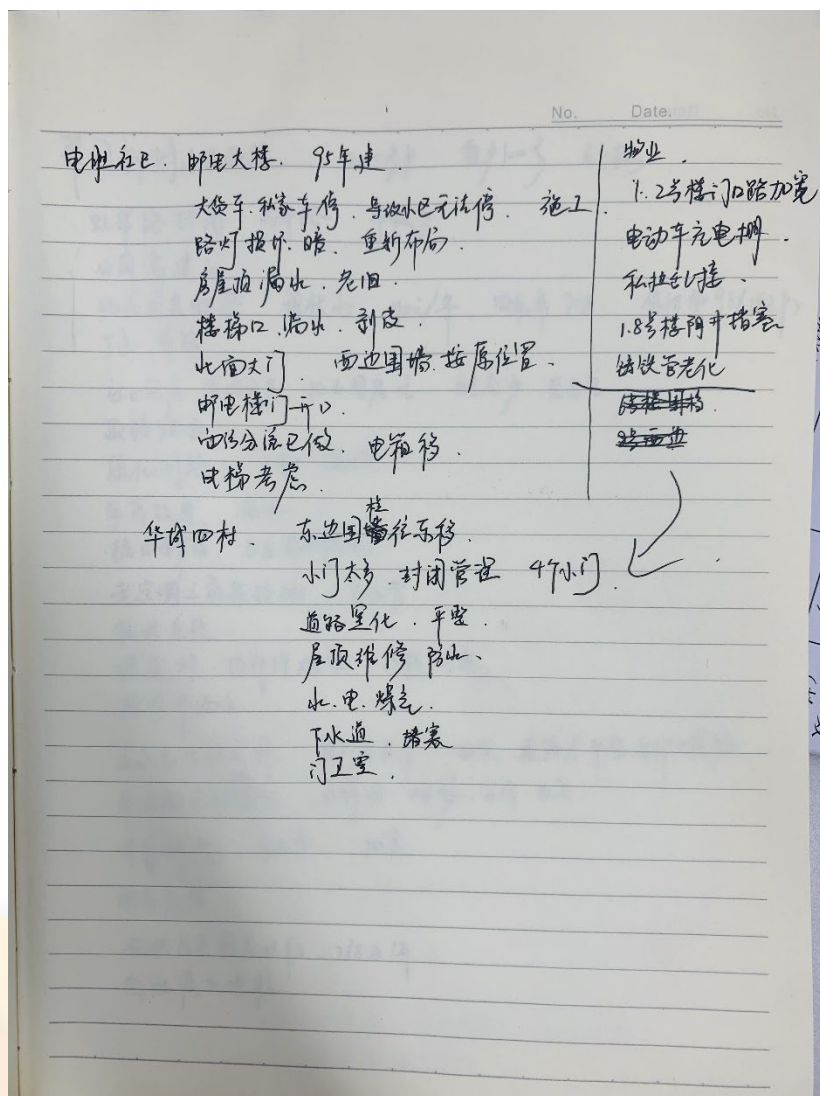 No. Date.
电池社区. 邮电大楼. 95年建.
大货车.私家车停. 导致小区无法停. 施工.
路灯损坏.暗. 重新布局
房屋顶漏水. 老旧.
楼梯口.漏水. 剥皮.
北面大门. 西边围墙.按原位置.
邮电楼门开口.
雨污分流已做. 电箱移.
电梯考虑.
物业.
1.2号楼门口路加宽
电动车充电棚.
私拉乱接.
1.8号楼阴井堵塞
铸铁管老化
华域四村. 东边围栏往东移.
小门太多.封闭管理 4个小门.
道路黑化.平整.
屋顶维修 防水.
水.电.煤气.
下水道.堵塞
门卫室.